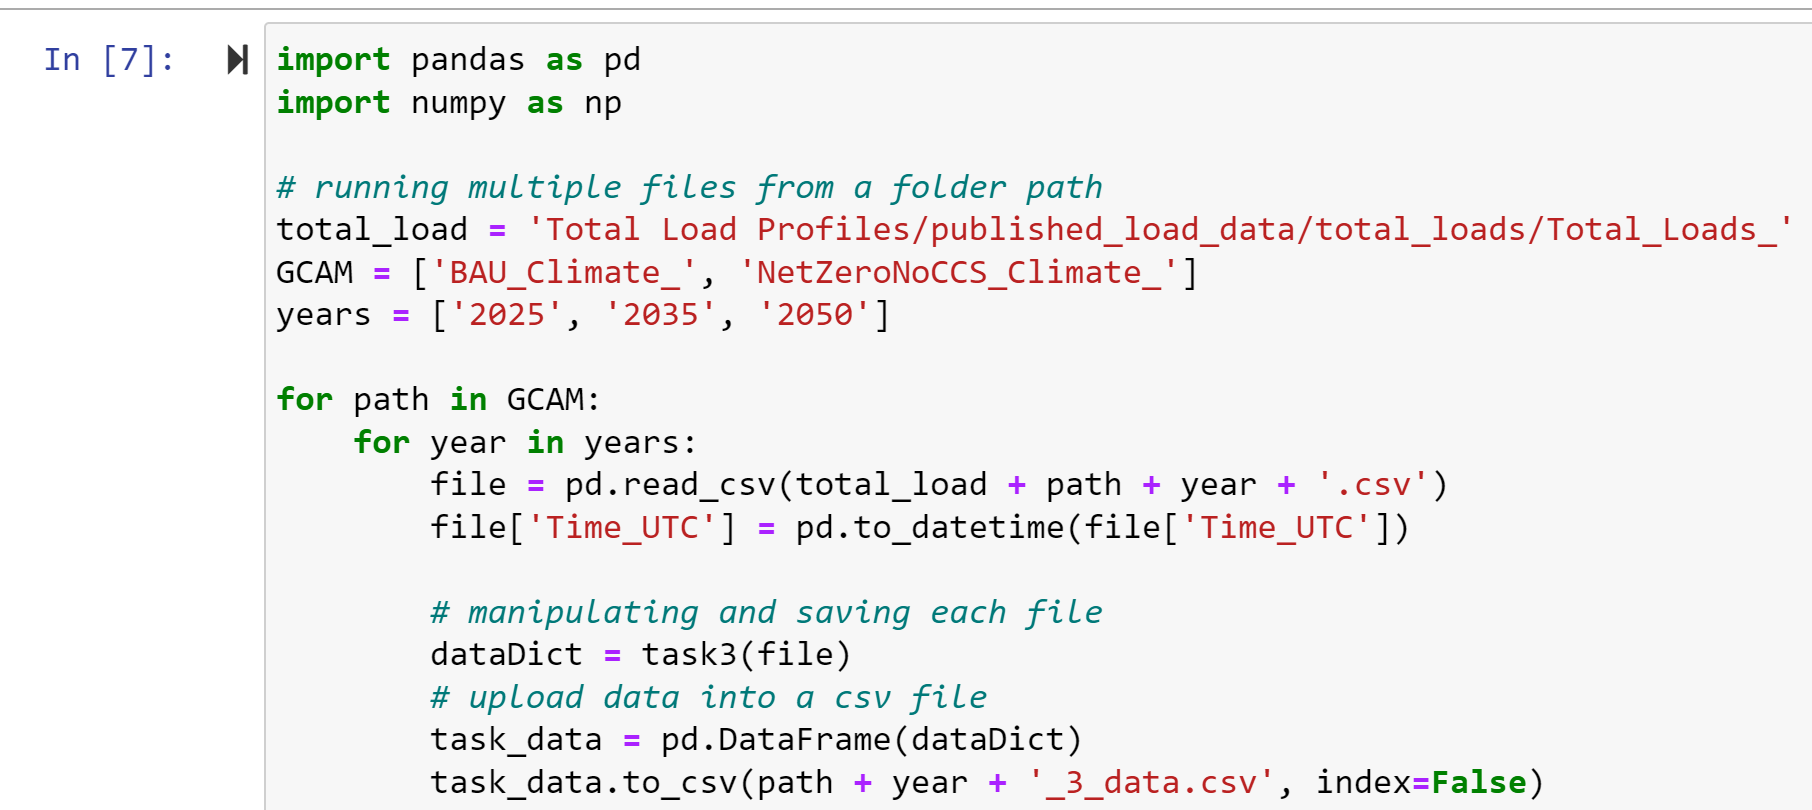 In [7]:
import pandas as pd
import numpy as np
# running multiple files from a folder path
total_load = 'Total Load Profiles/published_load_data/total_loads/Total_Loads_'
GCAM = ['BAU_Climate_', 'NetZeroNoCCS_Climate_']
years = ['2025', '2035', '2050']
for path in GCAM:
    for year in years:
        file = pd.read_csv(total_load + path + year + '.csv')
        file['Time_UTC'] = pd.to_datetime(file['Time_UTC'])
        # manipulating and saving each file
        dataDict = task3(file)
        # upload data into a csv file
        task_data = pd.DataFrame(dataDict)
        task_data.to_csv(path + year + '_3_data.csv', index=False)